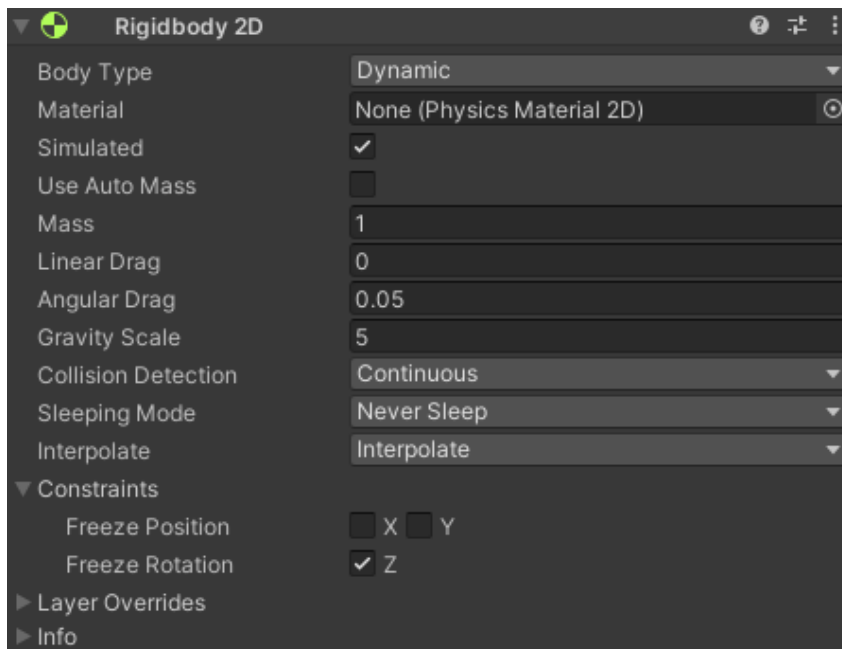 Rigidbody 2D
Body Type Dynamic
Material None (Physics Material 2D)
Simulated
Use Auto Mass
Mass 1
Linear Drag 0
Angular Drag 0.05
Gravity Scale 5
Collision Detection Continuous
Sleeping Mode Never Sleep
Interpolate Interpolate
Constraints
Freeze Position X Y
Freeze Rotation Z
Layer Overrides
Info